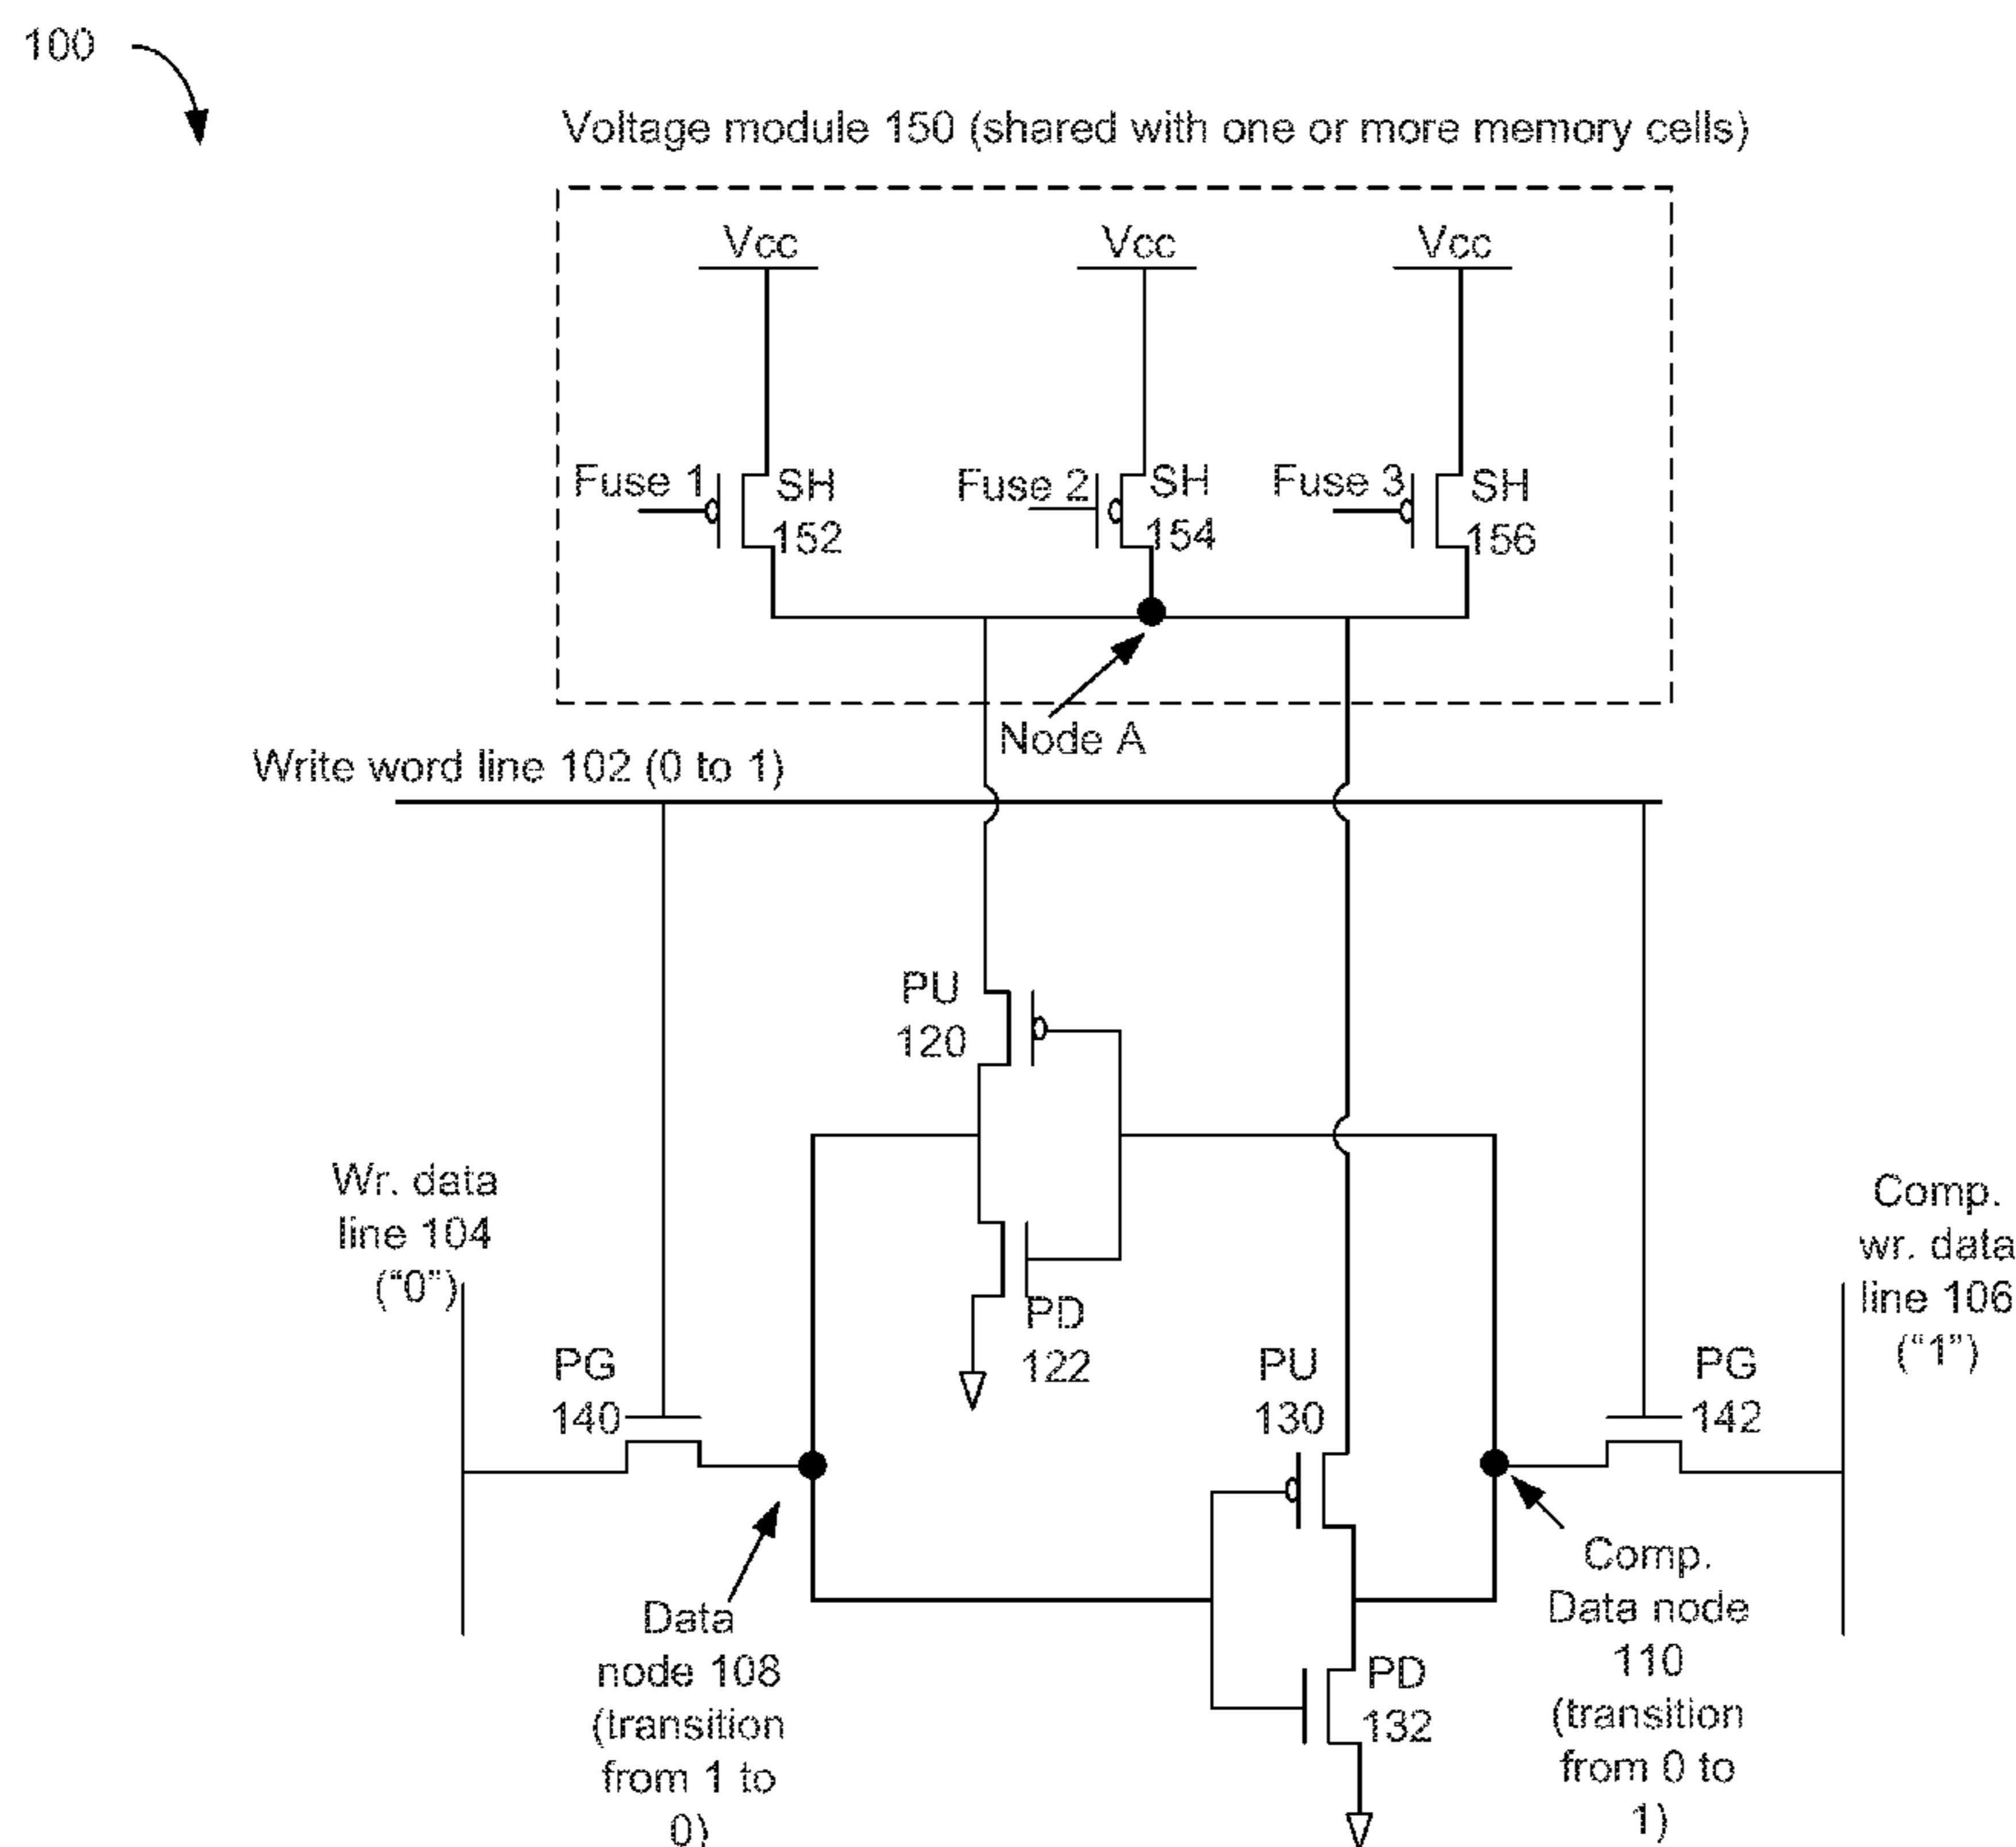 100
Voltage module 150 (shared with one or more memory cells)
Vcc
Vcc
Vcc
Fuse 1
SH
152
Fuse 2
SH
154
Fuse 3
SH
156
Node A
Write word line 102 (0 to 1)
PU
120
Wr. data
line 104
(“0”)
Comp.
wr. data
line 106
(“1”)
PD
122
PG
140
PU
130
PG
142
Data
node 108
(transition
from 1 to
0)
Comp.
Data node
110
(transition
from 0 to
1)
PD
132